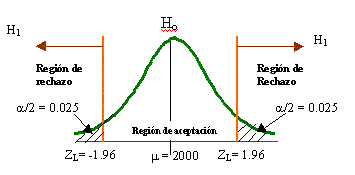 H₀
H₁
H₁
Región de rechazo
Región de Rechazo
α/2 = 0.025
α/2 = 0.025
Región de aceptación
Z_L= -1.96
μ = 2000
Z_L= 1.96